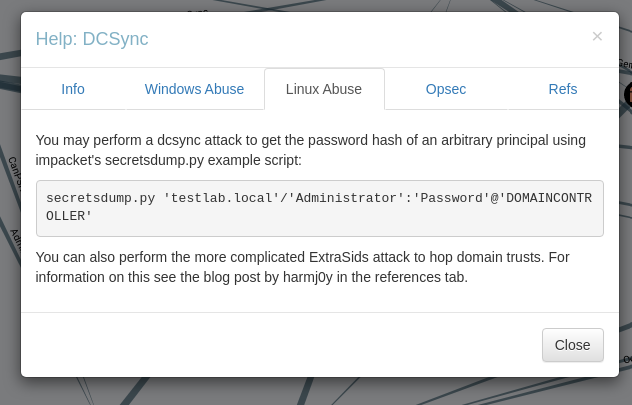 Help: DCSync
×
Info Windows Abuse Linux Abuse Opsec Refs
You may perform a dcsync attack to get the password hash of an arbitrary principal using
impacket's secretsdump.py example script:
secretsdump.py 'testlab.local'/'Administrator':'Password'@'DOMAINCONTR
OLLER'
You can also perform the more complicated ExtraSids attack to hop domain trusts. For
information on this see the blog post by harmj0y in the references tab.
Close